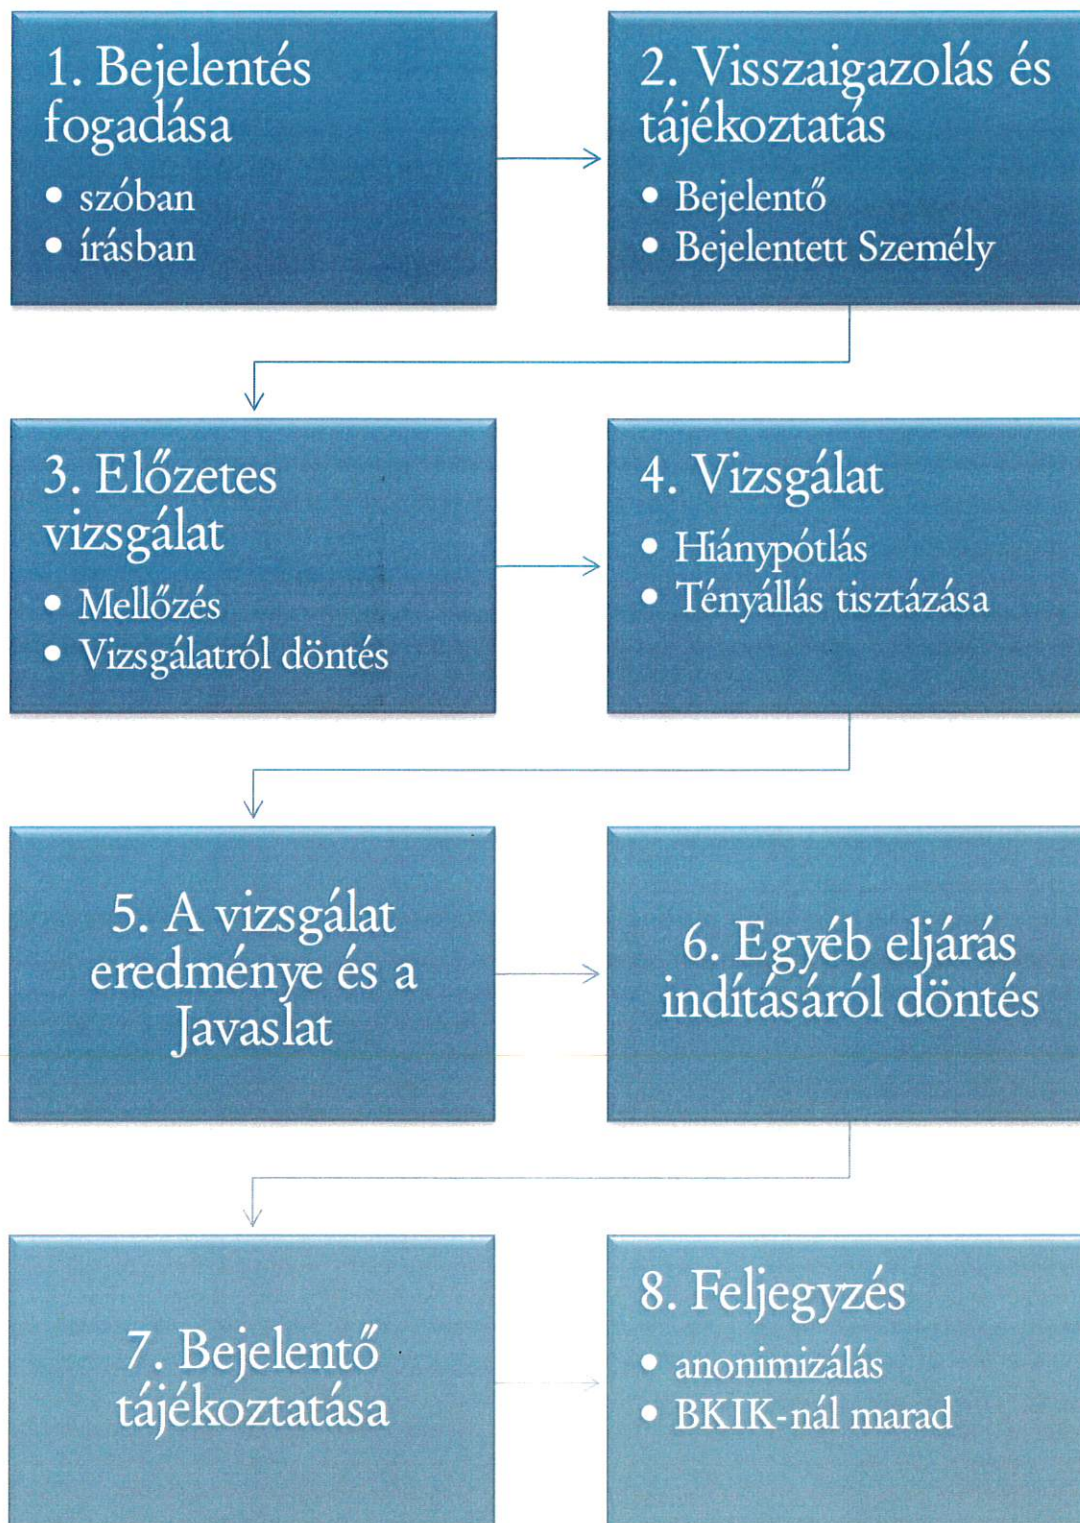 1. Bejelentés
fogadása
• szóban
• írásban
2. Visszaigazolás és
tájékoztatás
• Bejelentő
• Bejelentett Személy
3. Előzetes
vizsgálat
• Mellőzés
• Vizsgálatról döntés
4. Vizsgálat
• Hiánypótlás
• Tényállás tisztázása
5. A vizsgálat
eredménye és a
Javaslat
6. Egyéb eljárás
indításáról döntés
7. Bejelentő
tájékoztatása
8. Feljegyzés
• anonimizálás
• BKIK-nál marad